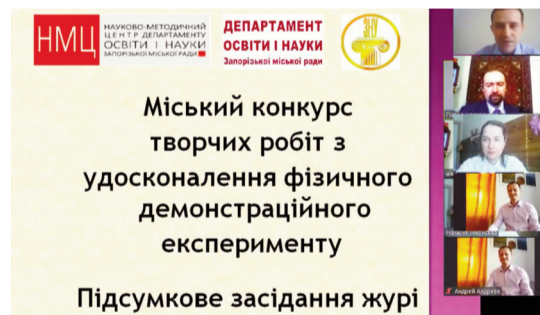 НМЦ
НАУКОВО-МЕТОДИЧНИЙ
ЦЕНТР ДЕПАРТАМЕНТУ
ОСВІТИ І НАУКИ
ЗАПОРІЗЬКОЇ МІСЬКОЇ РАДИ
ДЕПАРТАМЕНТ
ОСВІТИ І НАУКИ
Запорізької міської ради
Міський конкурс
творчих робіт з
удосконалення фізичного
демонстраційного
експерименту
Підсумкове засідання журі
Андрей Андреев